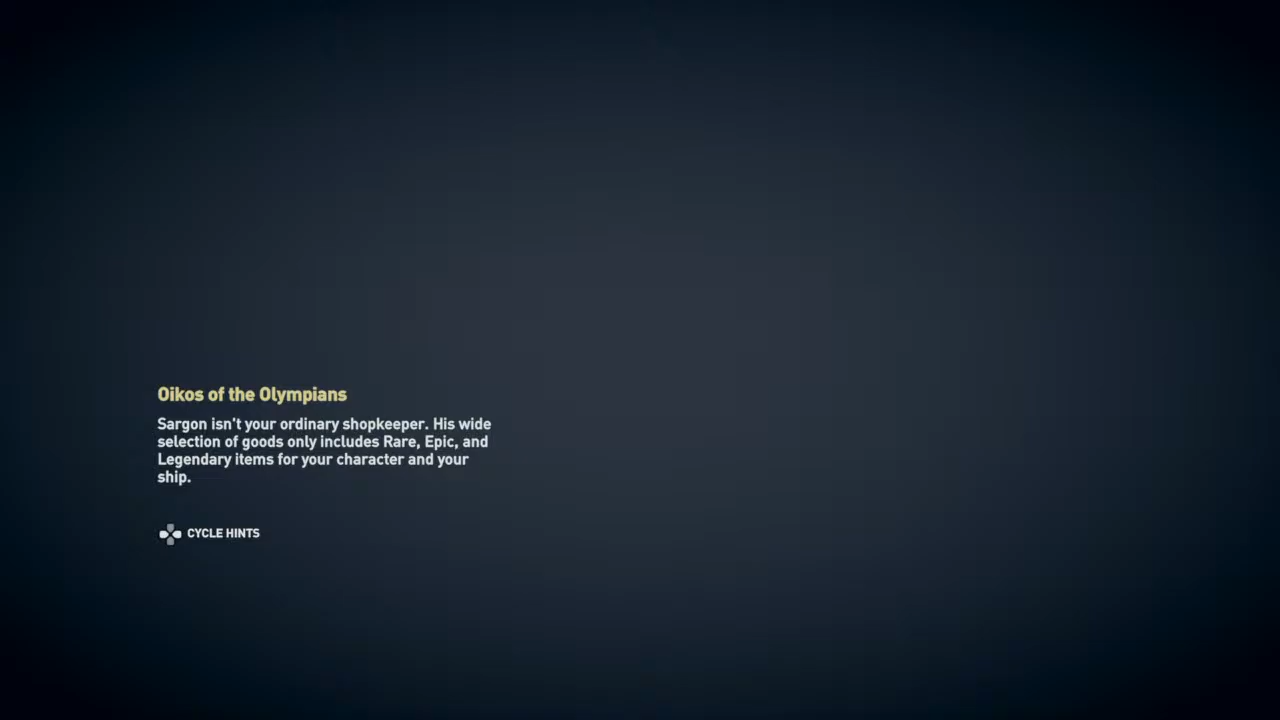 Oikos of the Olympians
Sargon isn't your ordinary shopkeeper. His wide
selection of goods only includes Rare, Epic, and
Legendary items for your character and your
ship.
CYCLE HINTS